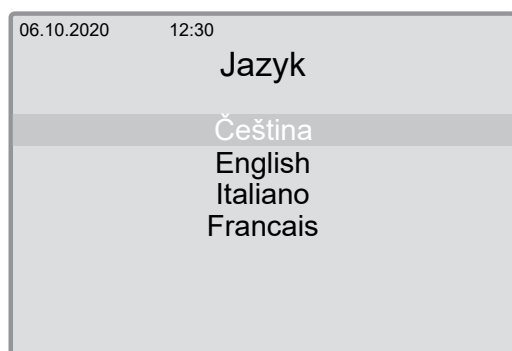 06.10.2020 12:30
Jazyk
Čeština
English
Italiano
Francais